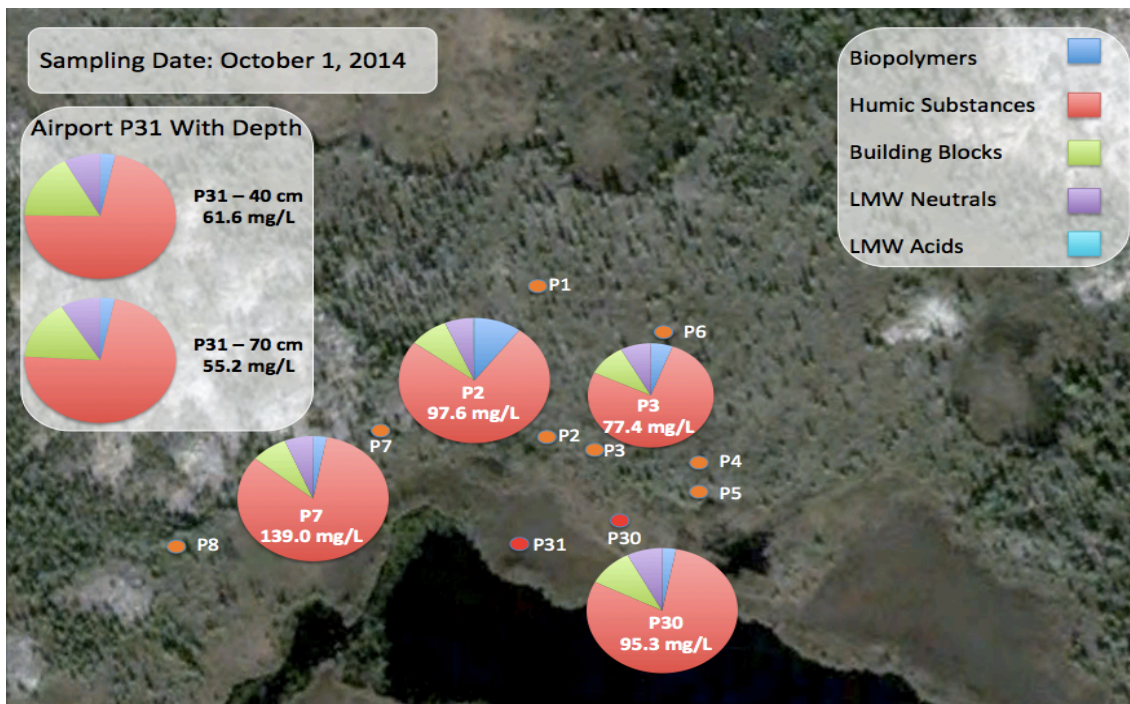 Sampling Date: October 1, 2014
Airport P31 With Depth
P31 – 40 cm
61.6 mg/L
P31 – 70 cm
55.2 mg/L
Biopolymers
Humic Substances
Building Blocks
LMW Neutrals
LMW Acids
P1
P6
P2
97.6 mg/L
P3
77.4 mg/L
P7
P2
P3
P4
P5
P7
139.0 mg/L
P8
P31
P30
P30
95.3 mg/L